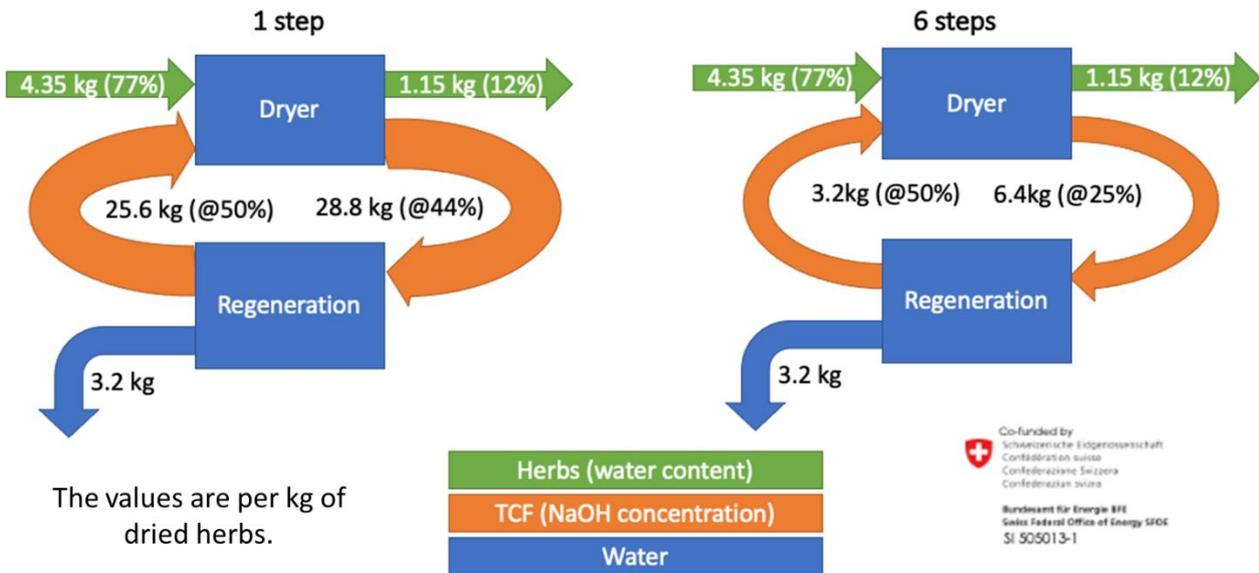 1 step
4.35 kg (77%)
Dryer
1.15 kg (12%)
25.6 kg (@50%)
28.8 kg (@44%)
Regeneration
3.2 kg
The values are per kg of
dried herbs.
6 steps
4.35 kg (77%)
Dryer
1.15 kg (12%)
3.2kg (@50%)
6.4kg (@25%)
Regeneration
3.2 kg
Herbs (water content)
TCF (NaOH concentration)
Water
Co-funded by
Schweizerische Eidgenossenschaft
Confédération suisse
Confederazione Svizzera
Confederaziun svizra
Bundesamt für Energie BFE
Swiss Federal Office of Energy SFOE
SI 505013-1